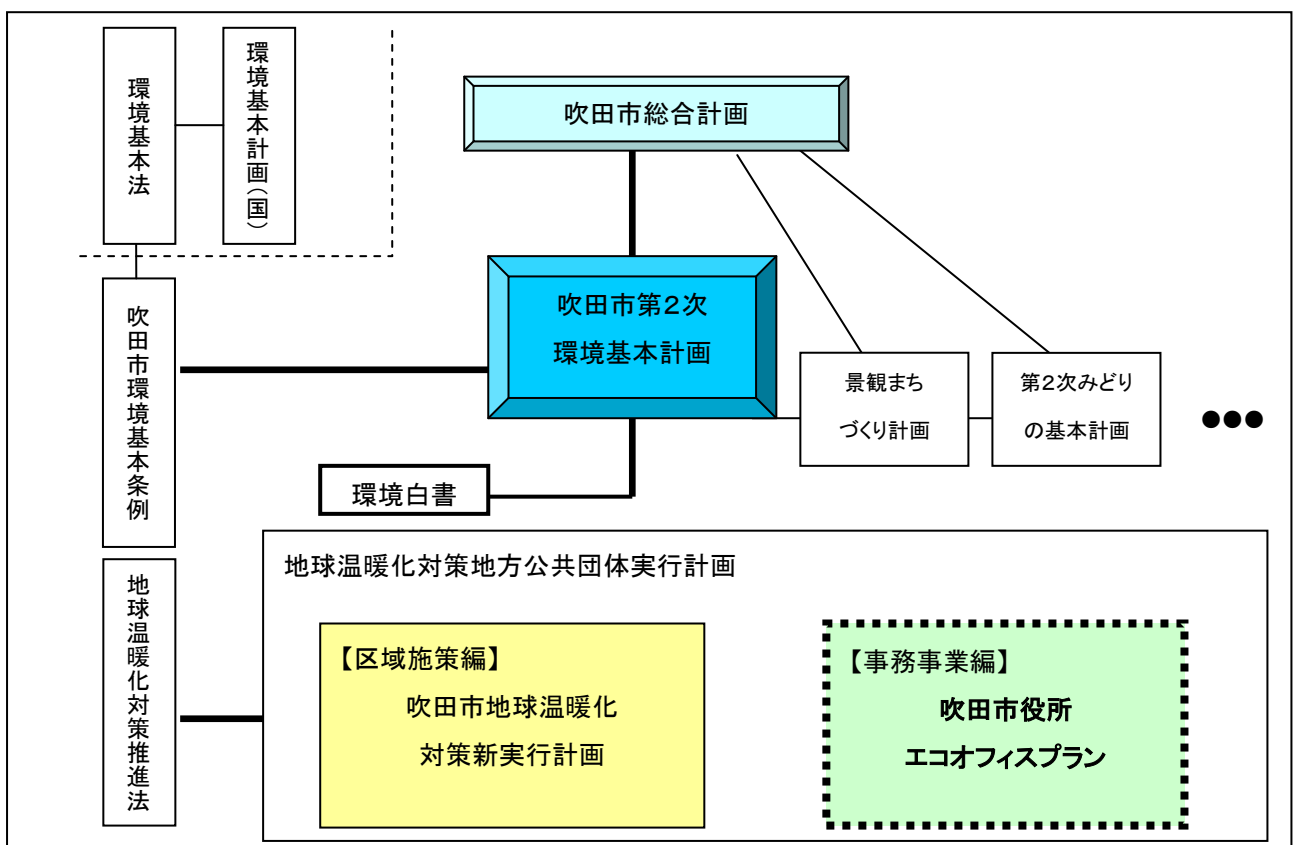 環境基本法
環境基本計画(国)
吹田市総合計画
吹田市環境基本条例
吹田市第2次
環境基本計画
景観まち
づくり計画
第2次みどり
の基本計画
●●●
環境白書
地球温暖化対策推進法
地球温暖化対策地方公共団体実行計画
【区域施策編】
吹田市地球温暖化
対策新実行計画
【事務事業編】
吹田市役所
エコオフィスプラン